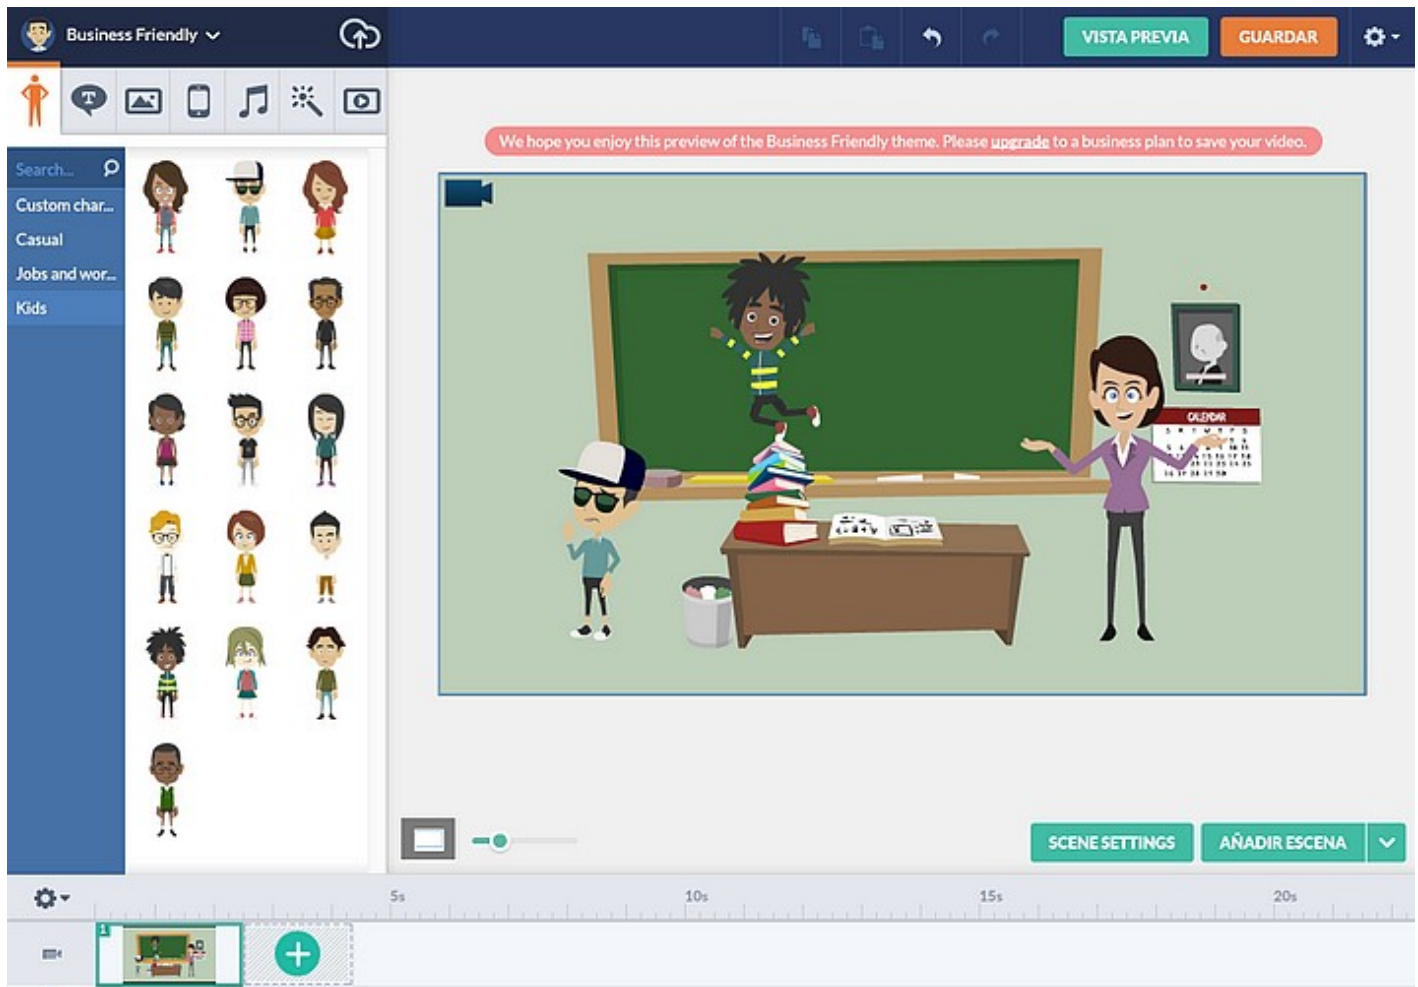 Business Friendly
VISTA PREVIA
GUARDAR
T
We hope you enjoy this preview of the Business Friendly theme. Please upgrade to a business plan to save your video.
Search...
Custom char...
Casual
Jobs and wor...
Kids
CALENDAR
S M T W T F S
SCENE SETTINGS
AÑADIR ESCENA
5s
10s
15s
20s
1